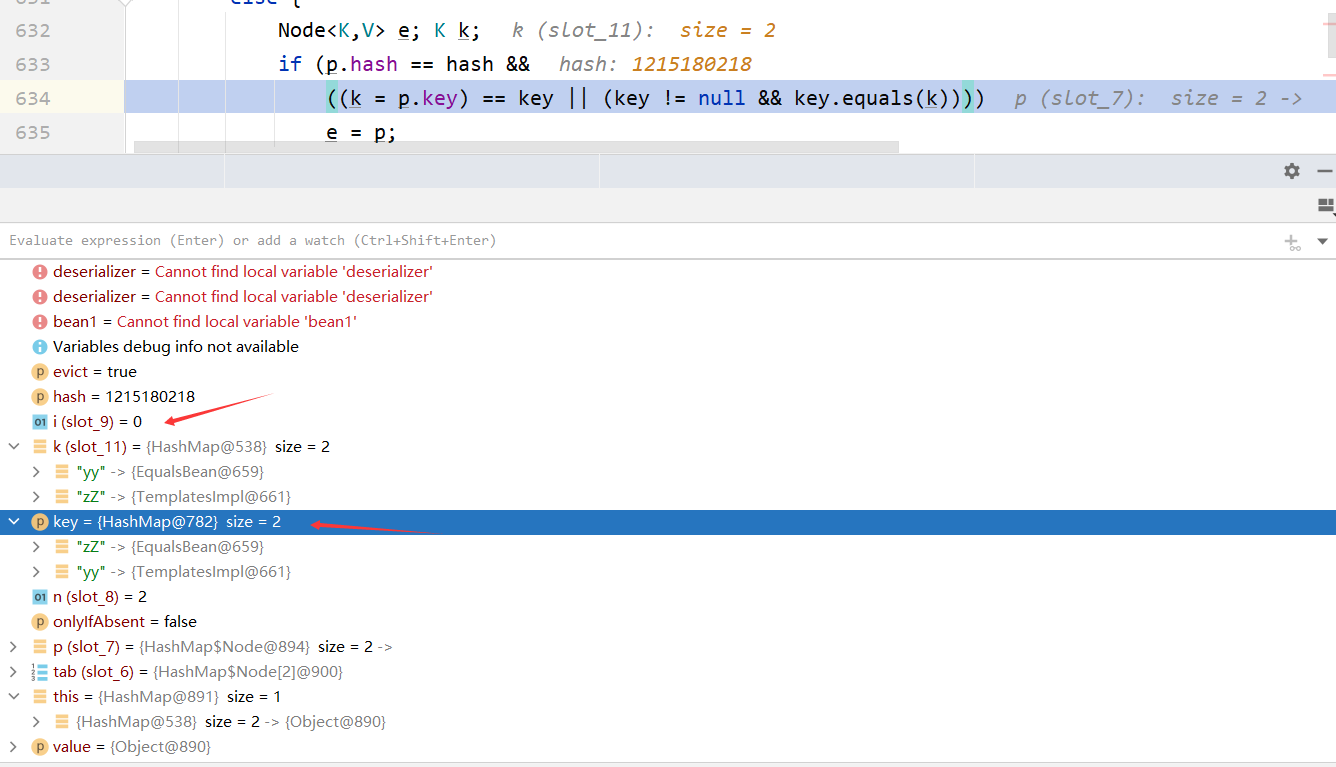 631 else {
632 Node<K,V> e; K k; k (slot_11): size = 2
633 if (p.hash == hash && hash: 1215180218
634 ((k = p.key) == key || (key != null && key.equals(k)))) p (slot_7): size = 2 ->
635 e = p;
Evaluate expression (Enter) or add a watch (Ctrl+Shift+Enter)
deserializer = Cannot find local variable 'deserializer'
deserializer = Cannot find local variable 'deserializer'
bean1 = Cannot find local variable 'bean1'
Variables debug info not available
p evict = true
p hash = 1215180218
01 i (slot_9) = 0
k (slot_11) = {HashMap@538} size = 2
"yy" -> {EqualsBean@659}
"zZ" -> {TemplatesImpl@661}
p key = {HashMap@782} size = 2
"zZ" -> {EqualsBean@659}
"yy" -> {TemplatesImpl@661}
01 n (slot_8) = 2
p onlyIfAbsent = false
p (slot_7) = {HashMap$Node@894} size = 2 ->
tab (slot_6) = {HashMap$Node[2]@900}
this = {HashMap@891} size = 1
{HashMap@538} size = 2 -> {Object@890}
p value = {Object@890}